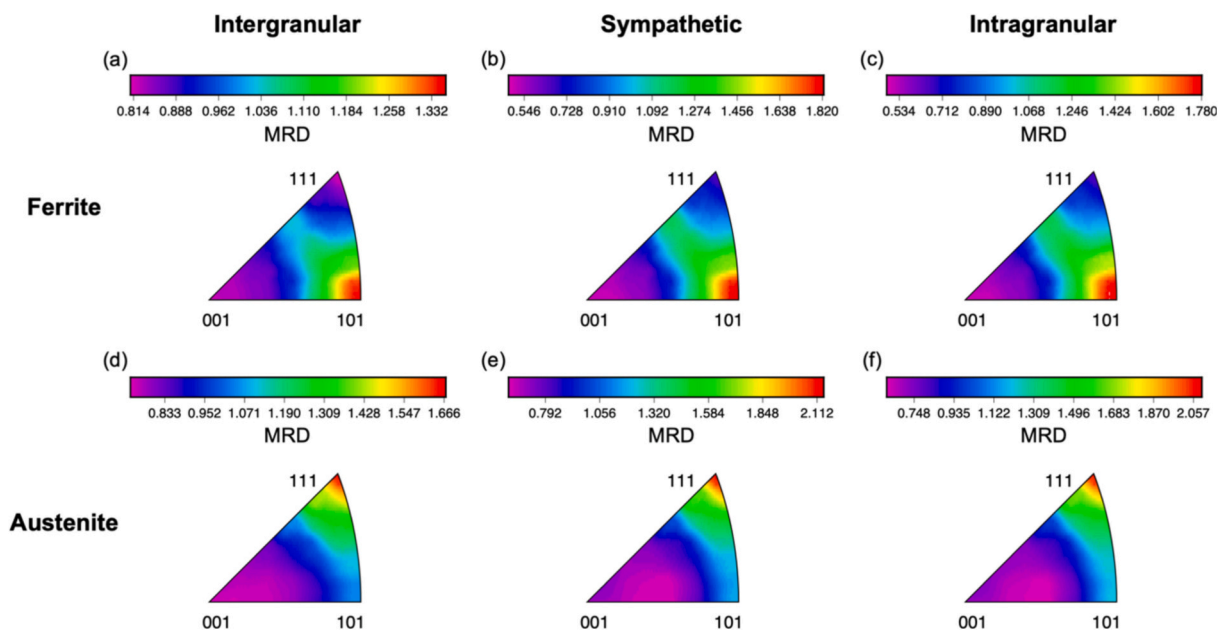 Intergranular Sympathetic Intragranular
(a) (b) (c)
0.814 0.888 0.962 1.036 1.110 1.184 1.258 1.332 0.546 0.728 0.910 1.092 1.274 1.456 1.638 1.820 0.534 0.712 0.890 1.068 1.246 1.424 1.602 1.780
MRD MRD MRD
111 111 111
Ferrite
001 101 001 101 001 101
(d) (e) (f)
0.833 0.952 1.071 1.190 1.309 1.428 1.547 1.666 0.792 1.056 1.320 1.584 1.848 2.112 0.748 0.935 1.122 1.309 1.496 1.683 1.870 2.057
MRD MRD MRD
111 111 111
Austenite
001 101 001 101 001 101